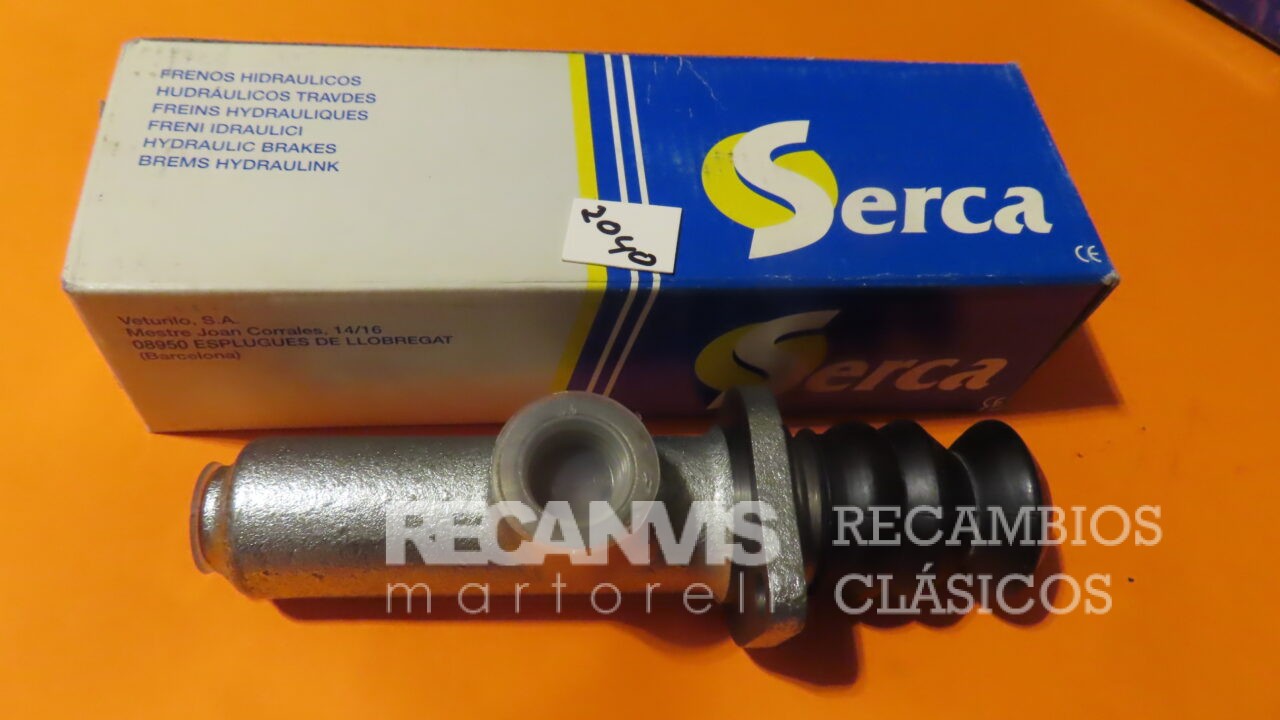 FRENOS HIDRAULICOS
HUDRÁULICOS TRAVDES
FREINS HYDRAULIQUES
FRENI IDRAULICI
HYDRAULIC BRAKES
BREMS HYDRAULINK
Serca
CE
2040
Veturilo, S.A.
Mestre Joan Corrales, 14/16
08950 ESPLUGUES DE LLOBREGAT
(Barcelona)
Serca
CE
RECANVIS
martorell
RECAMBIOS
CLÁSICOS